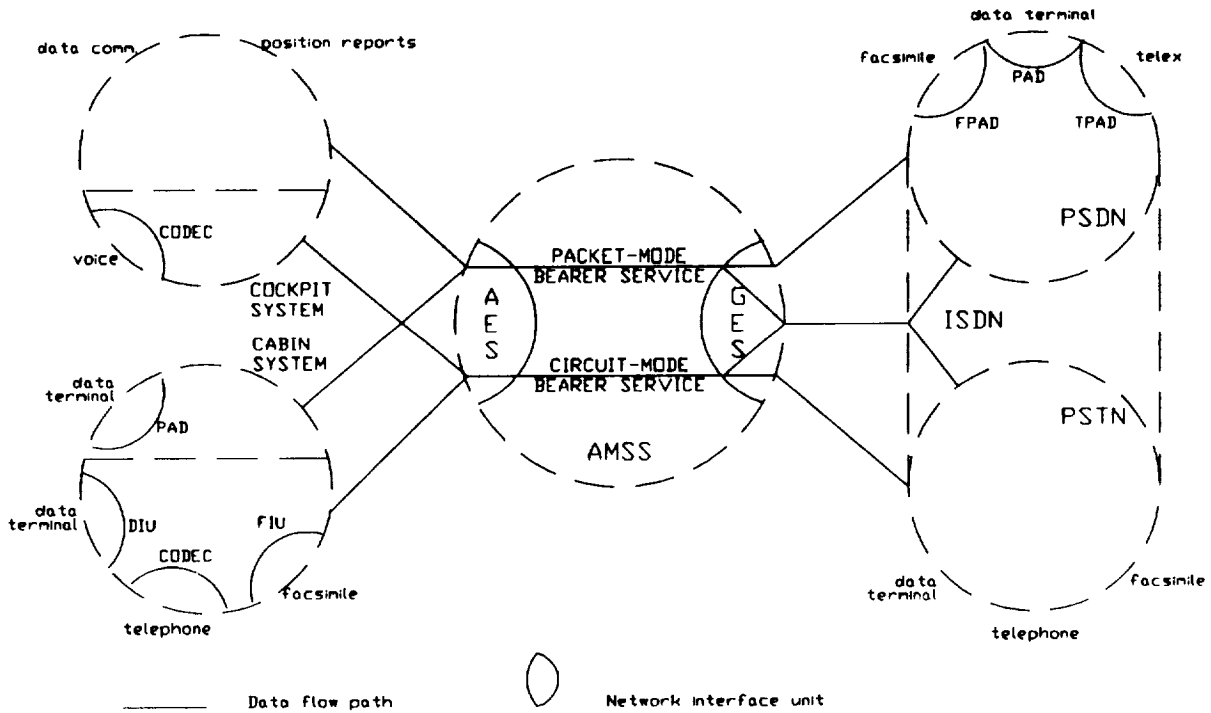 data terminal
data comm.
position reports
facsimile
telex
PAD
FPAD
TPAD
CODEC
voice
PSDN
COCKPIT
SYSTEM
PACKET-MODE
BEARER SERVICE
AES
GES
ISDN
CABIN
SYSTEM
CIRCUIT-MODE
BEARER SERVICE
data
terminal
PAD
PSTN
AMSS
data
terminal
DIU
FIU
CODEC
facsimile
telephone
data
terminal
facsimile
telephone
Data flow path
Network interface unit